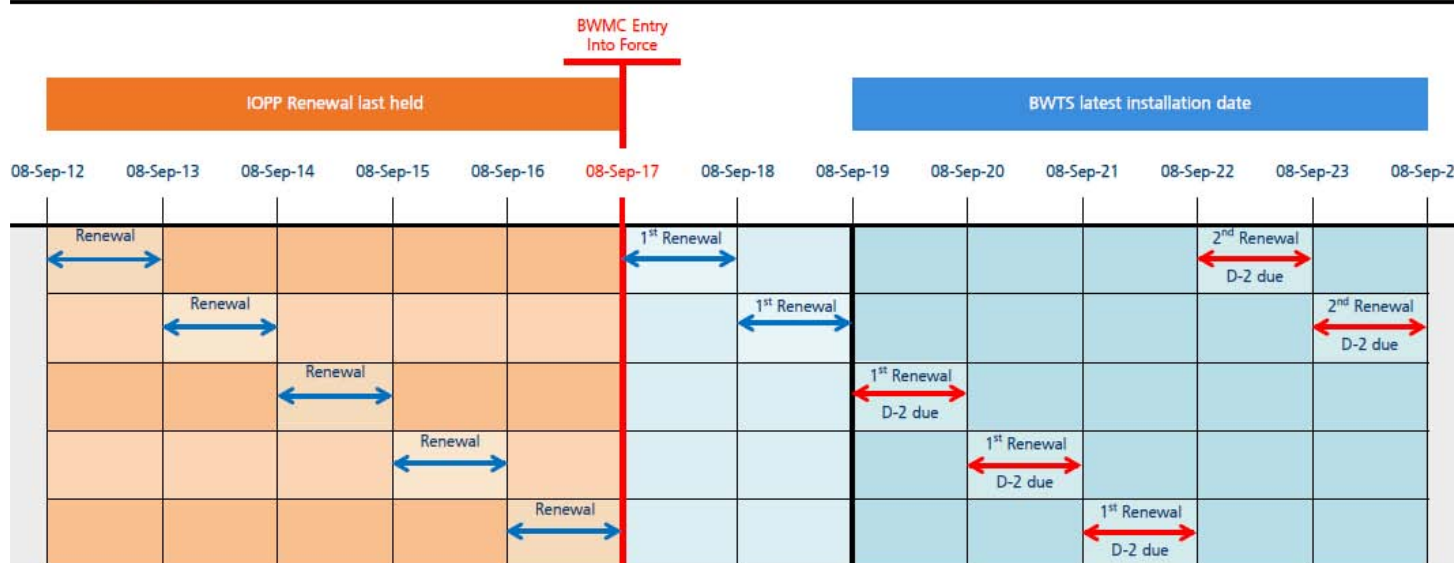 BWMC Entry
Into Force
IOPP Renewal last held
BWTS latest installation date
08-Sep-12 08-Sep-13 08-Sep-14 08-Sep-15 08-Sep-16 08-Sep-17 08-Sep-18 08-Sep-19 08-Sep-20 08-Sep-21 08-Sep-22 08-Sep-23 08-Sep-2
Renewal 1st Renewal 2nd Renewal
D-2 due
Renewal 1st Renewal 2nd Renewal
D-2 due
Renewal 1st Renewal
D-2 due
Renewal 1st Renewal
D-2 due
Renewal 1st Renewal
D-2 due